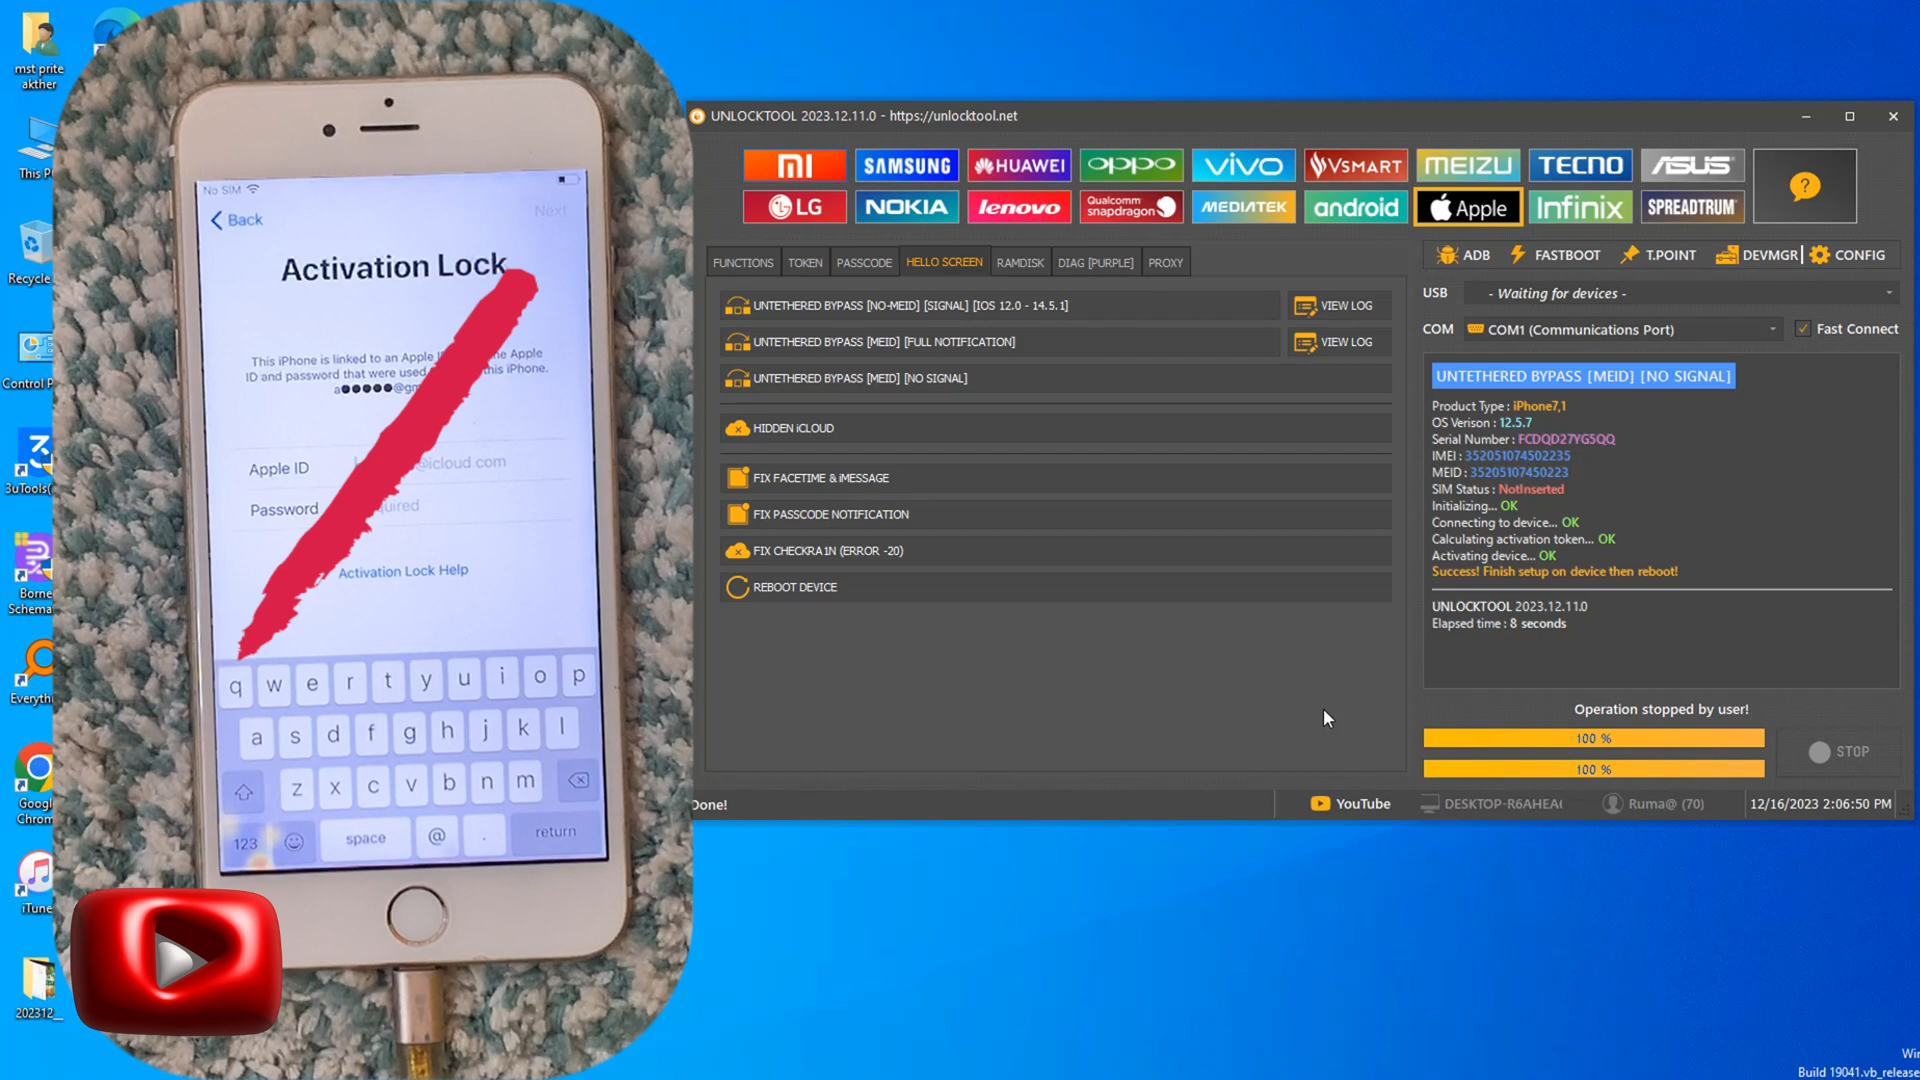 mst prite
akther
This P
Recycle
Control P
3uTools(
Borne
Schema
Everyth
Googl
Chrom
iTune
202312__
No SIM
Back
Next
Activation Lock
This iPhone is linked to an Apple
the Apple
ID and password that were used
this iPhone.
a●●●●●@gm
Apple ID
@icloud.com
Password
Activation Lock Help
q w e r t y u i o p
a s d f g h j k l
z x c v b n m
123 space @ . return
UNLOCKTOOL 2023.12.11.0 - https://unlocktool.net
mi SAMSUNG HUAWEI oppo vivo VSMART MEIZU TECNO ASUS
LG NOKIA lenovo Qualcomm snapdragon MEDIATEK android Apple Infinix SPREADTRUM
?
FUNCTIONS TOKEN PASSCODE HELLO SCREEN RAMDISK DIAG [PURPLE] PROXY
UNTETHERED BYPASS [NO-MEID] [SIGNAL] [IOS 12.0 - 14.5.1] VIEW LOG
UNTETHERED BYPASS [MEID] [FULL NOTIFICATION] VIEW LOG
UNTETHERED BYPASS [MEID] [NO SIGNAL]
HIDDEN iCLOUD
FIX FACETIME & iMESSAGE
FIX PASSCODE NOTIFICATION
FIX CHECKRA1N (ERROR -20)
REBOOT DEVICE
ADB FASTBOOT T.POINT DEVMGR CONFIG
USB - Waiting for devices -
COM COM1 (Communications Port) Fast Connect
UNTETHERED BYPASS [MEID] [NO SIGNAL]
Product Type : iPhone7,1
OS Verison : 12.5.7
Serial Number : FCDQD27YG5QQ
IMEI : 352051074502235
MEID : 35205107450223
SIM Status : NotInserted
Initializing... OK
Connecting to device... OK
Calculating activation token... OK
Activating device... OK
Success! Finish setup on device then reboot!
UNLOCKTOOL 2023.12.11.0
Elapsed time : 8 seconds
Operation stopped by user!
100 %
100 %
STOP
Done!
YouTube
DESKTOP-R6AHEA
Ruma@ (70)
12/16/2023 2:06:50 PM
Win
Build 19041.vb_release